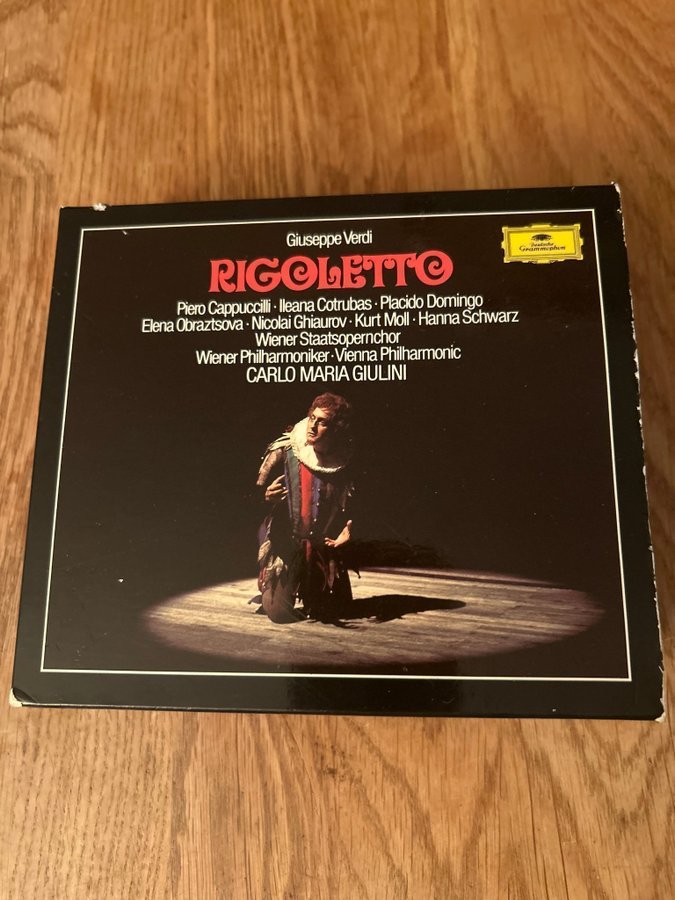 Giuseppe Verdi
Deutsche
Grammophon
RIGOLETTO
Piero Cappuccilli · Ileana Cotrubas · Placido Domingo
Elena Obraztsova · Nicolai Ghiaurov · Kurt Moll · Hanna Schwarz
Wiener Staatsopernchor
Wiener Philharmoniker · Vienna Philharmonic
CARLO MARIA GIULINI